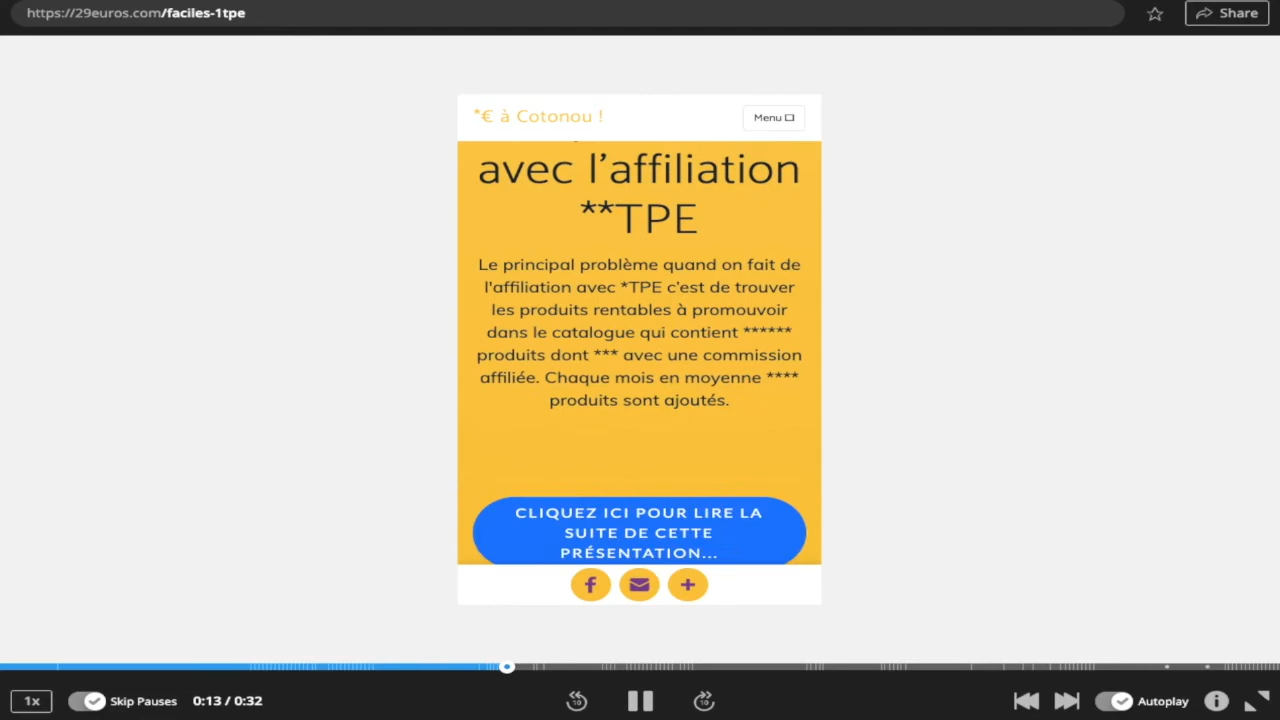 https://29euros.com/faciles-1tpe
Share
*€ à Cotonou !
Menu
avec l’affiliation
**TPE
Le principal problème quand on fait de
l'affiliation avec *TPE c’est de trouver
les produits rentables à promouvoir
dans le catalogue qui contient ******
produits dont *** avec une commission
affiliée. Chaque mois en moyenne ****
produits sont ajoutés.
CLIQUEZ ICI POUR LIRE LA
SUITE DE CETTE
PRÉSENTATION...
1x
Skip Pauses
0:13 / 0:32
10
10
Autoplay